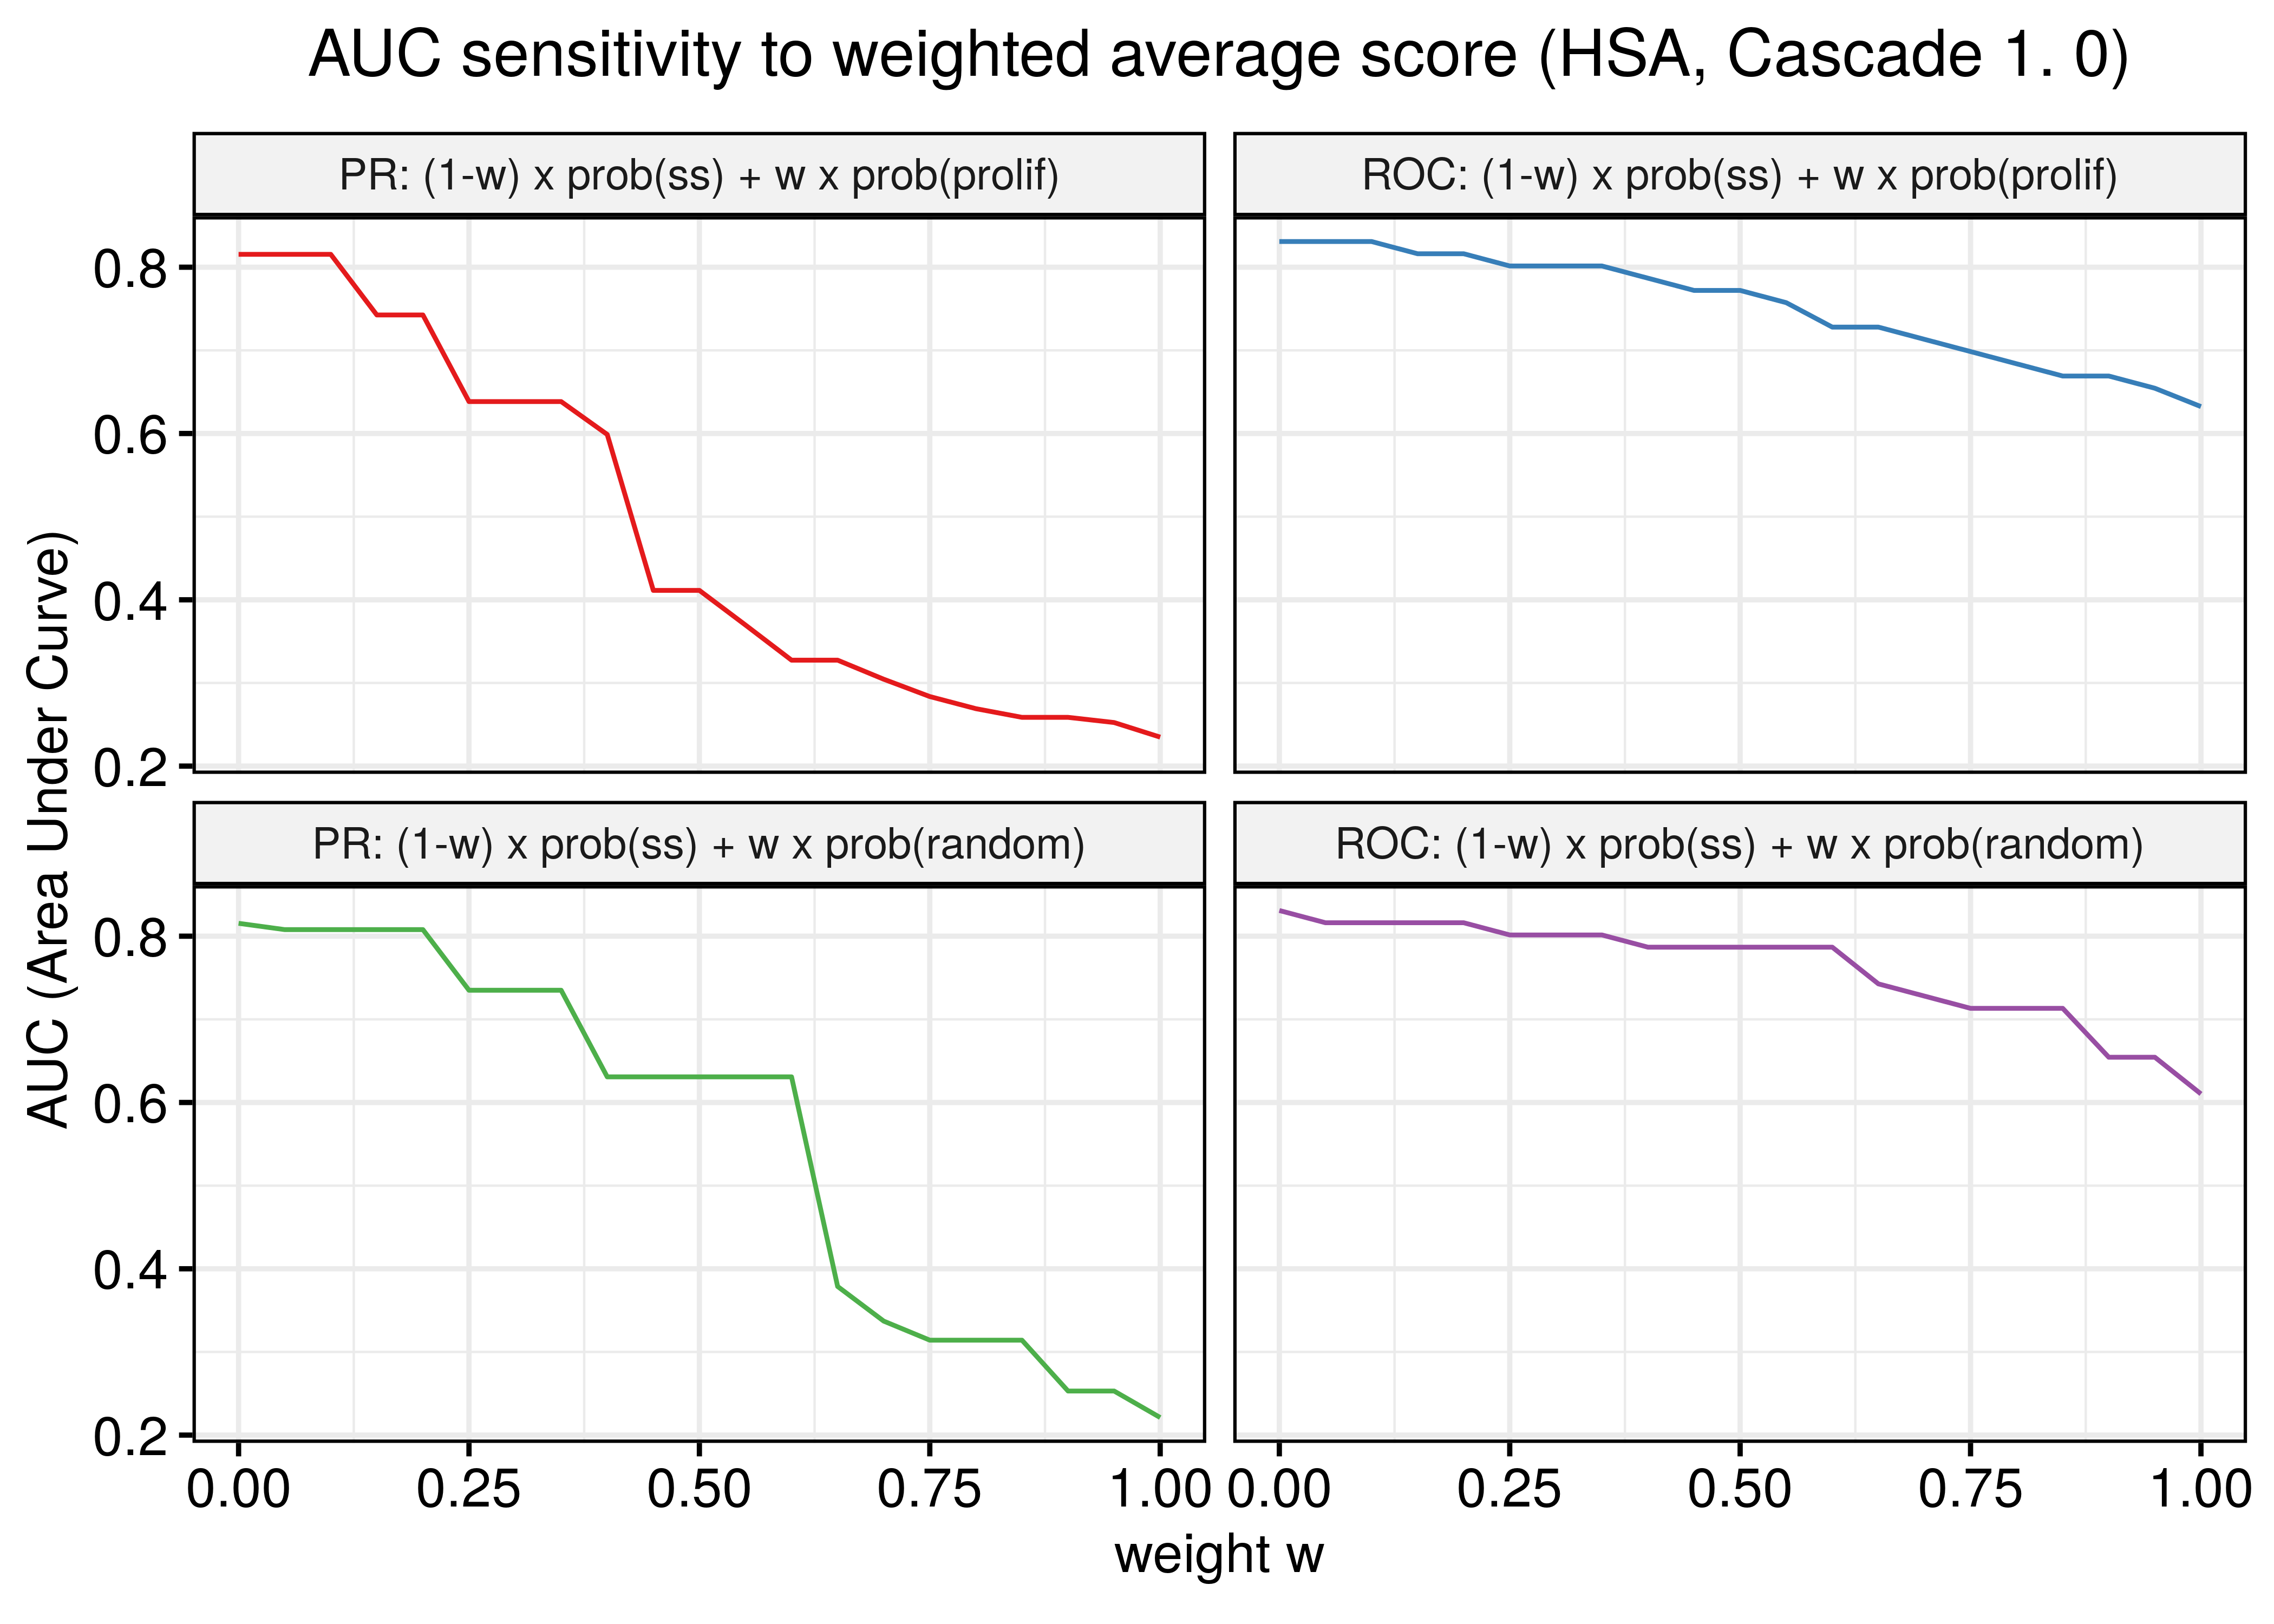 AUC sensitivity to weighted average score (HSA, Cascade 1. 0)
PR: (1-w) x prob(ss) + w x prob(prolif)
ROC: (1-w) x prob(ss) + w x prob(prolif)
0.8
0.6
0.4
0.2
AUC (Area Under Curve)
PR: (1-w) x prob(ss) + w x prob(random)
ROC: (1-w) x prob(ss) + w x prob(random)
0.8
0.6
0.4
0.2
0.00 0.25 0.50 0.75 1.00 0.00 0.25 0.50 0.75 1.00
weight w